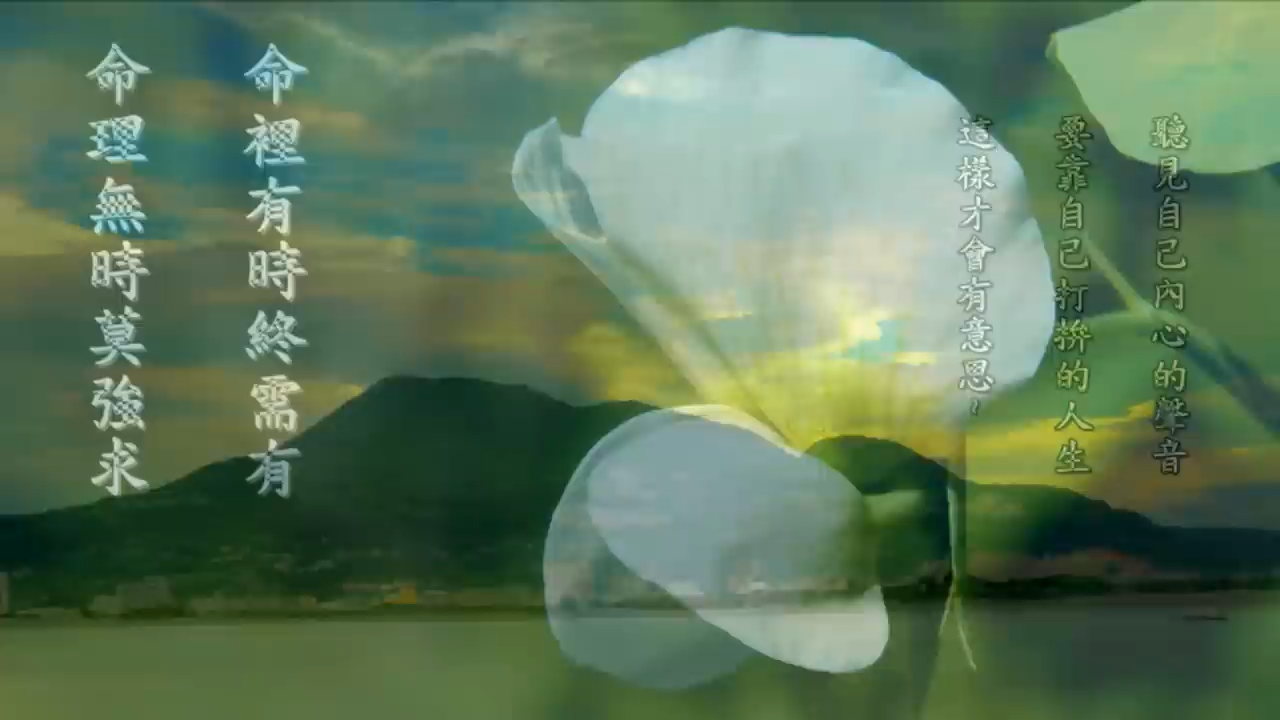 聽見自己內心的聲音
要靠自己打拚的人生
這樣才會有意思~
命裡有時終需有
命理無時莫強求